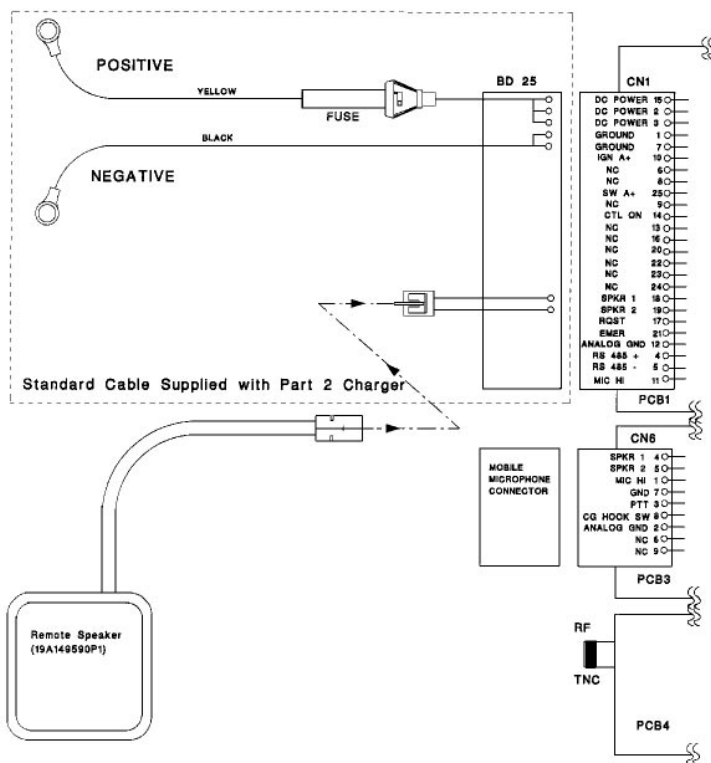 POSITIVE
YELLOW
FUSE
BLACK
NEGATIVE
BD 25
Standard Cable Supplied with Part 2 Charger
CN1
DC POWER 15
DC POWER 2
DC POWER 3
GROUND 1
GROUND 7
IGN A+ 10
NC 6
NC 8
SW A+ 25
NC 9
CTL ON 14
NC 13
NC 16
NC 20
NC 22
NC 23
NC 24
SPKR 1 18
SPKR 2 19
RQST 17
EMER 21
ANALOG GND 12
RS 485 + 4
RS 485 - 5
MIC HI 11
PCB1
MOBILE
MICROPHONE
CONNECTOR
CN6
SPKR 1 4
SPKR 2 5
MIC HI 1
GND 7
PTT 3
CG HOOK SW 8
ANALOG GND 2
NC 6
NC 9
PCB3
Remote Speaker
(19A149590P1)
RF
TNC
PCB4